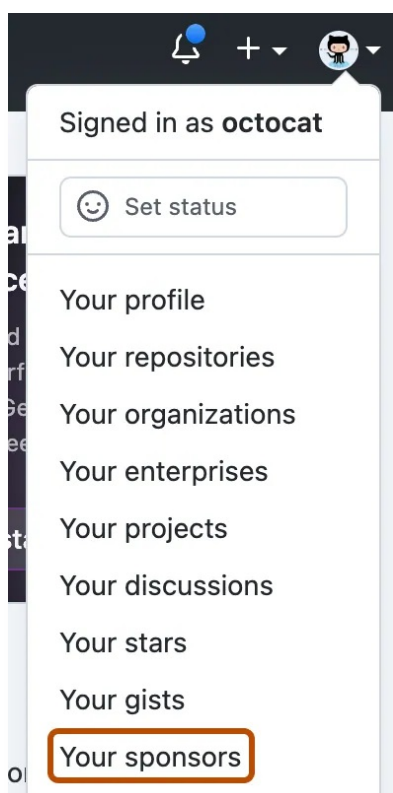 Signed in as octocat
Set status
Your profile
Your repositories
Your organizations
Your enterprises
Your projects
Your discussions
Your stars
Your gists
Your sponsors